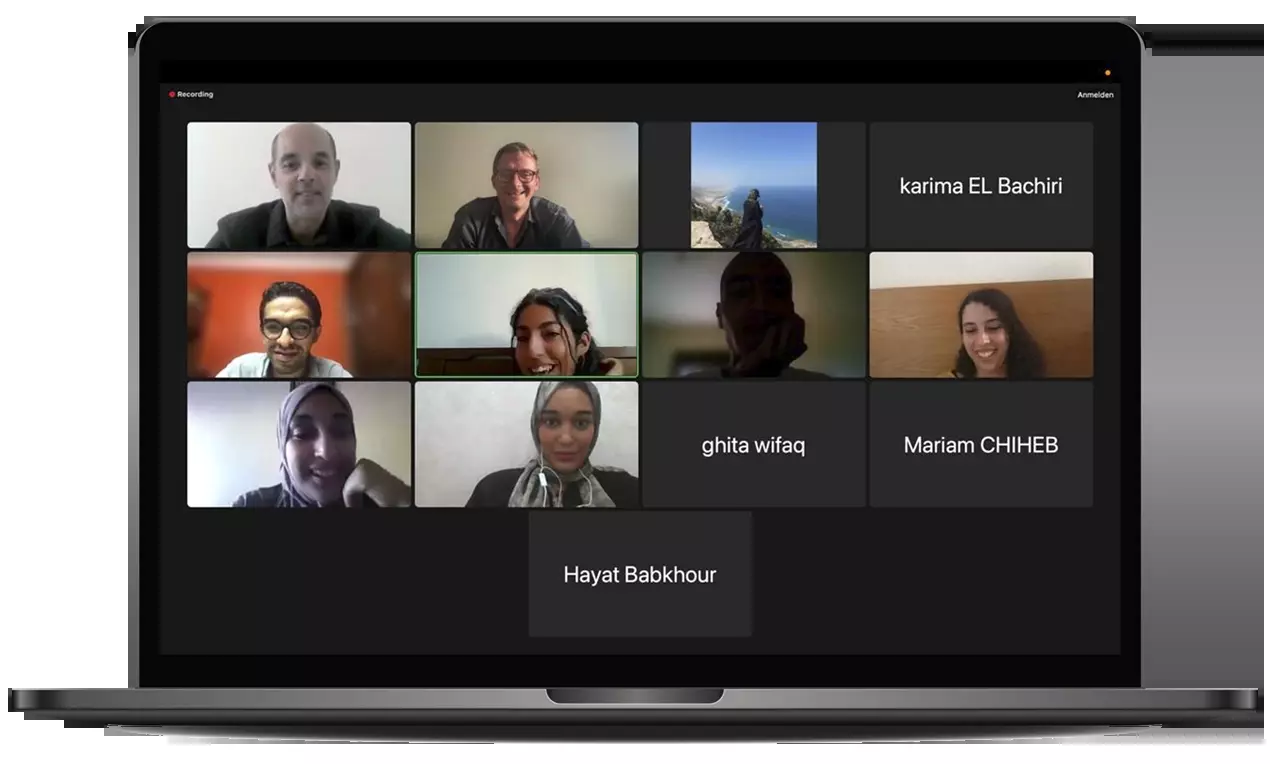 Recording
Anmelden
karima EL Bachiri
ghita wifaq
Mariam CHIHEB
Hayat Babkhour